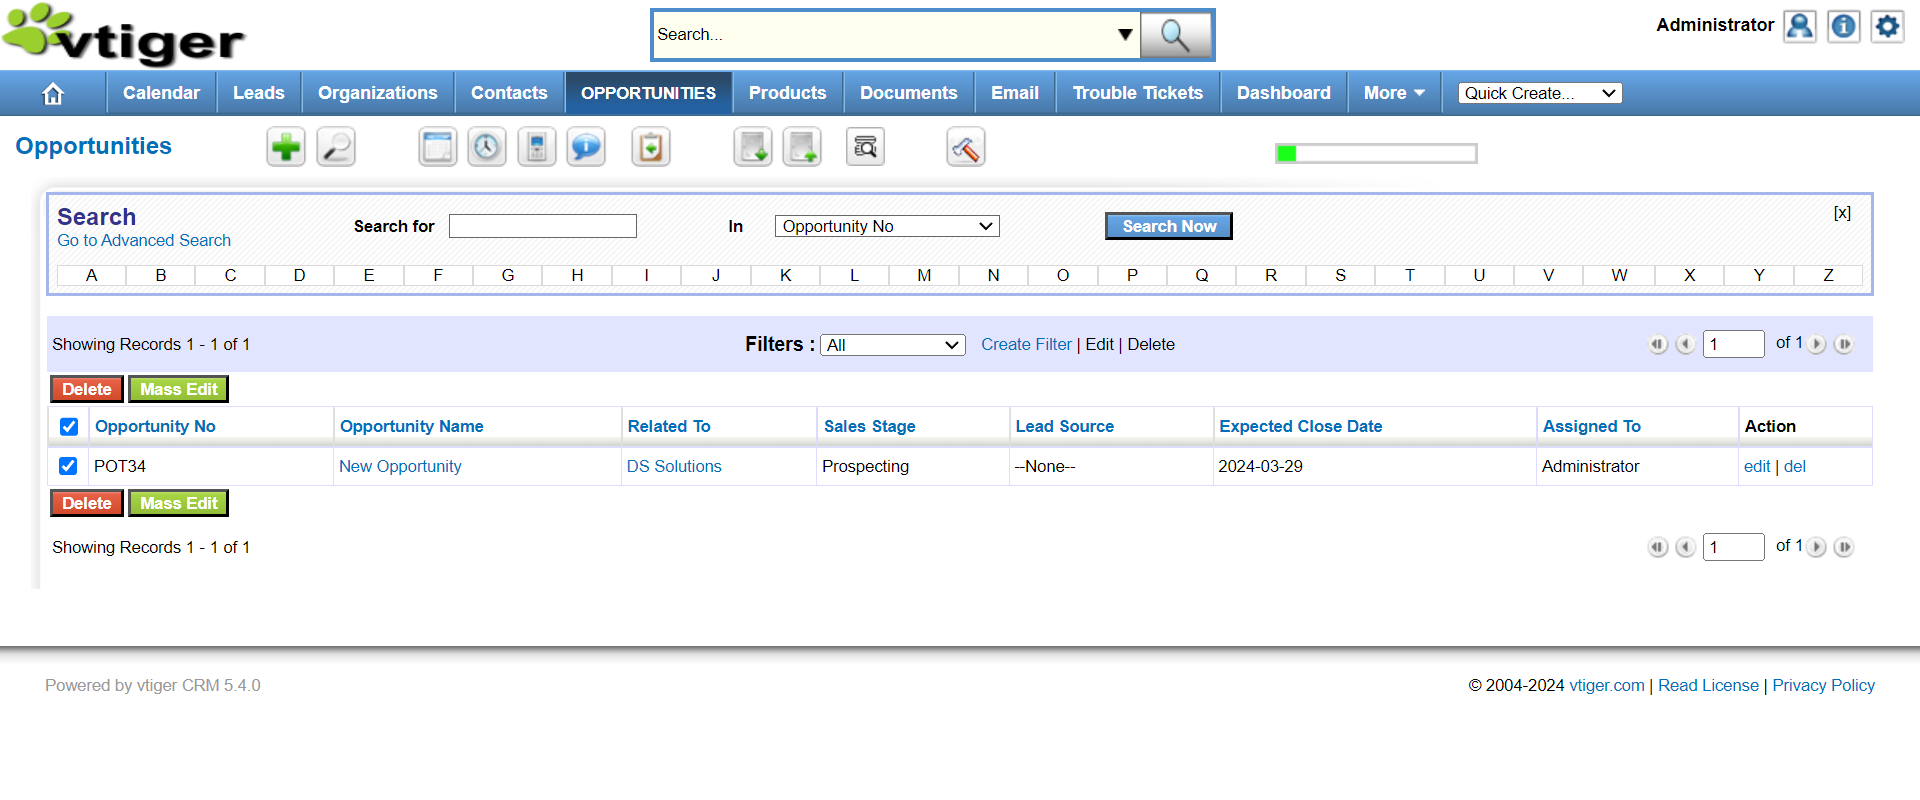 vtiger
Search...
Administrator
Calendar Leads Organizations Contacts OPPORTUNITIES Products Documents Email Trouble Tickets Dashboard More Quick Create...
Opportunities
Search
Go to Advanced Search
Search for In Opportunity No Search Now [x]
A B C D E F G H I J K L M N O P Q R S T U V W X Y Z
Showing Records 1 - 1 of 1 Filters : All Create Filter | Edit | Delete 1 of 1
Delete Mass Edit
Opportunity No Opportunity Name Related To Sales Stage Lead Source Expected Close Date Assigned To Action
POT34 New Opportunity DS Solutions Prospecting --None-- 2024-03-29 Administrator edit | del
Delete Mass Edit
Showing Records 1 - 1 of 1 1 of 1
Powered by vtiger CRM 5.4.0 © 2004-2024 vtiger.com | Read License | Privacy Policy